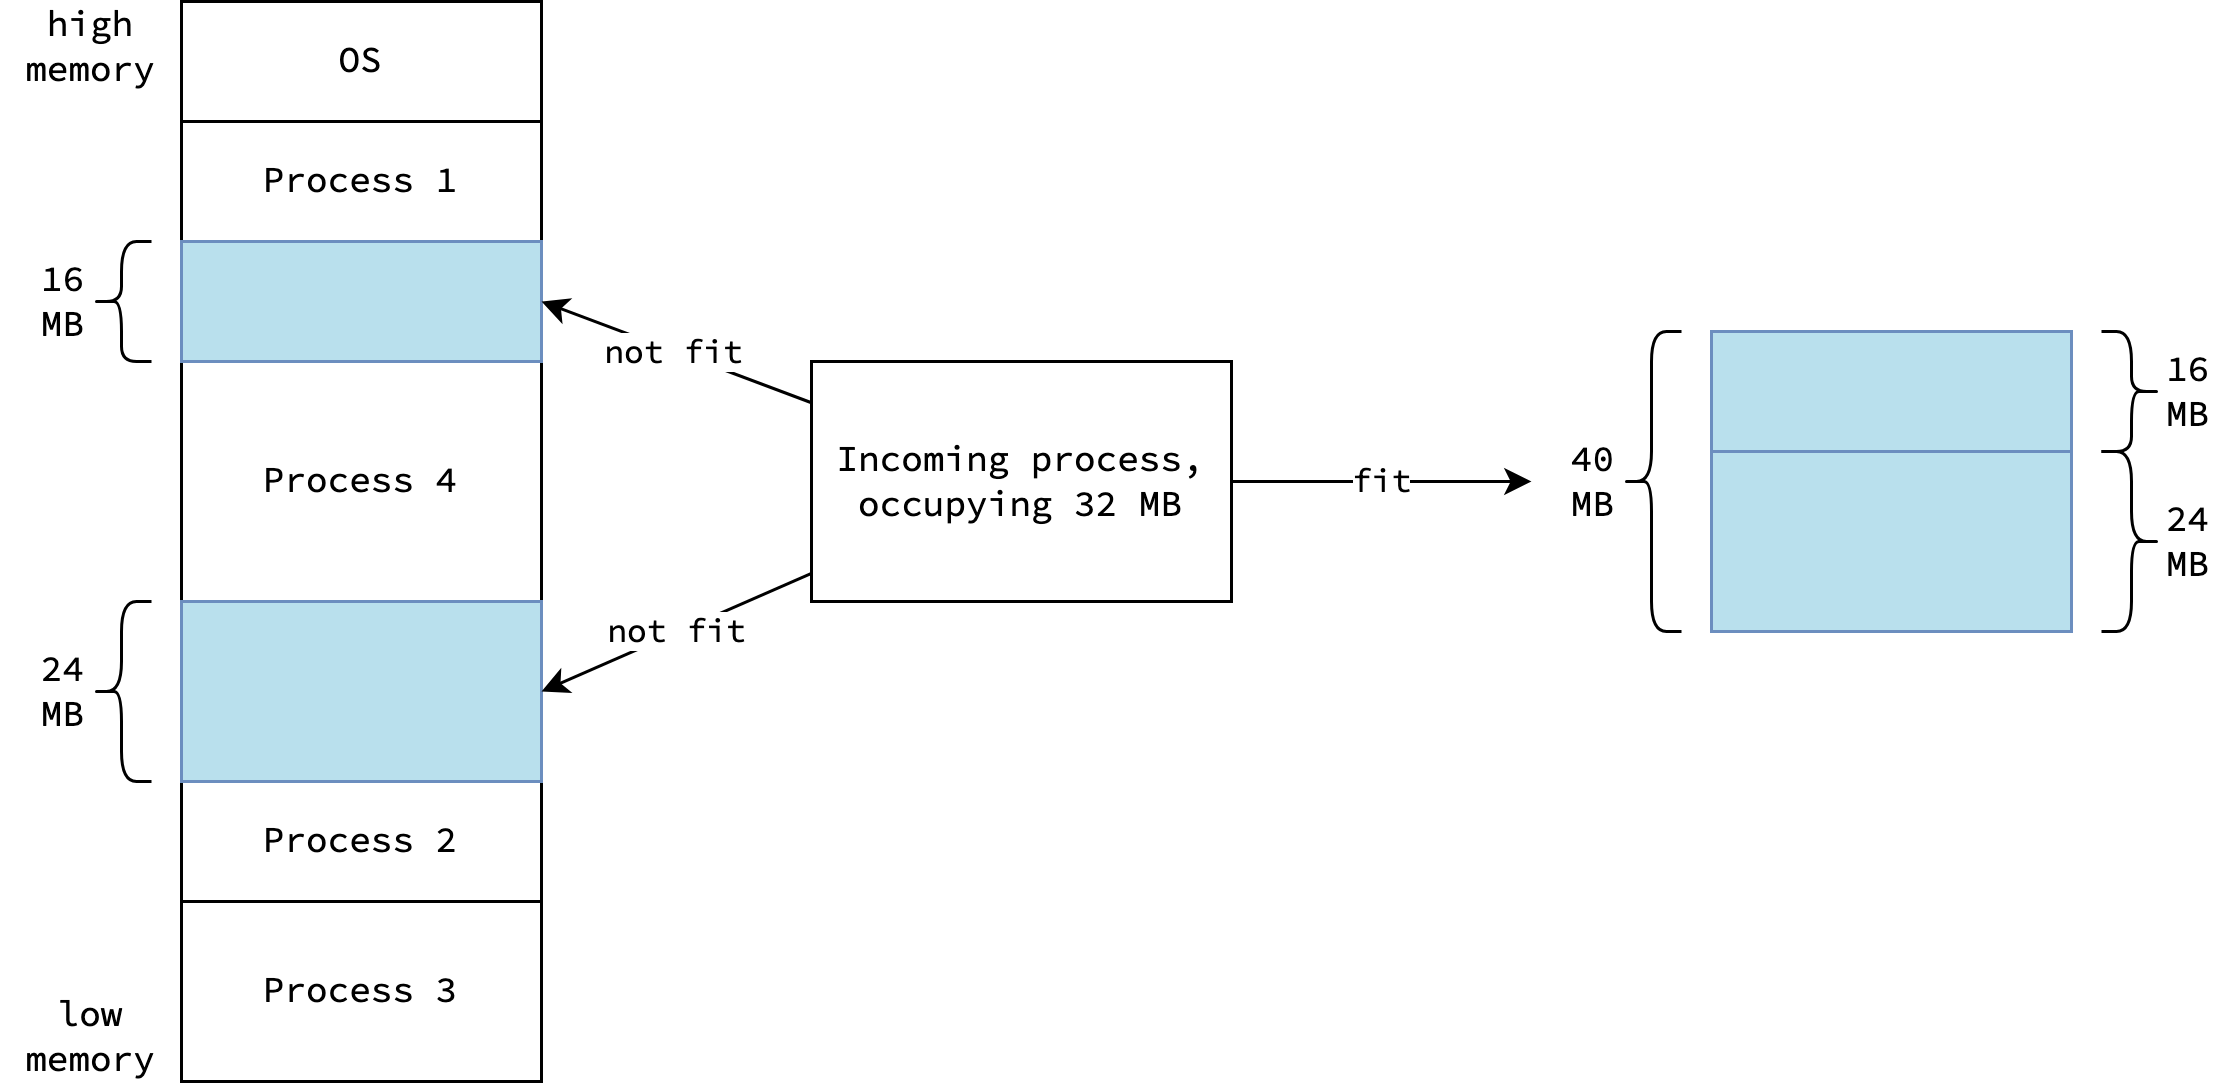 high
memory
OS
Process 1
16
MB
Process 4
24
MB
Process 2
Process 3
low
memory
not fit
not fit
Incoming process,
occupying 32 MB
fit
40
MB
16
MB
24
MB